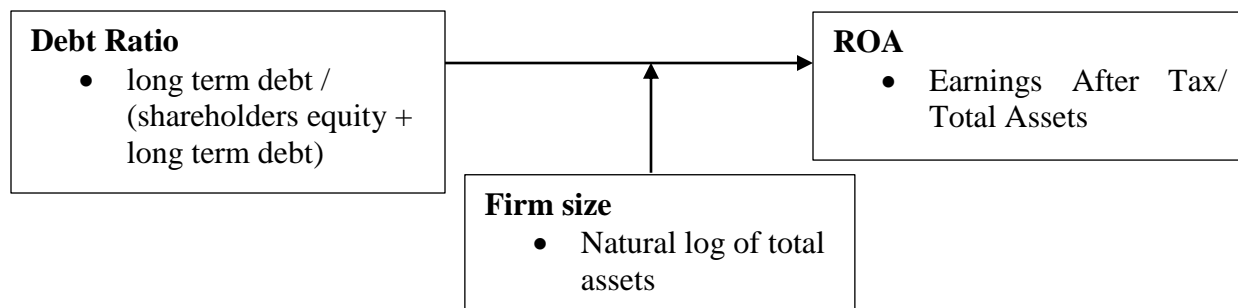 Debt Ratio
• long term debt /
(shareholders equity +
long term debt)
ROA
• Earnings After Tax/
Total Assets
Firm size
• Natural log of total
assets